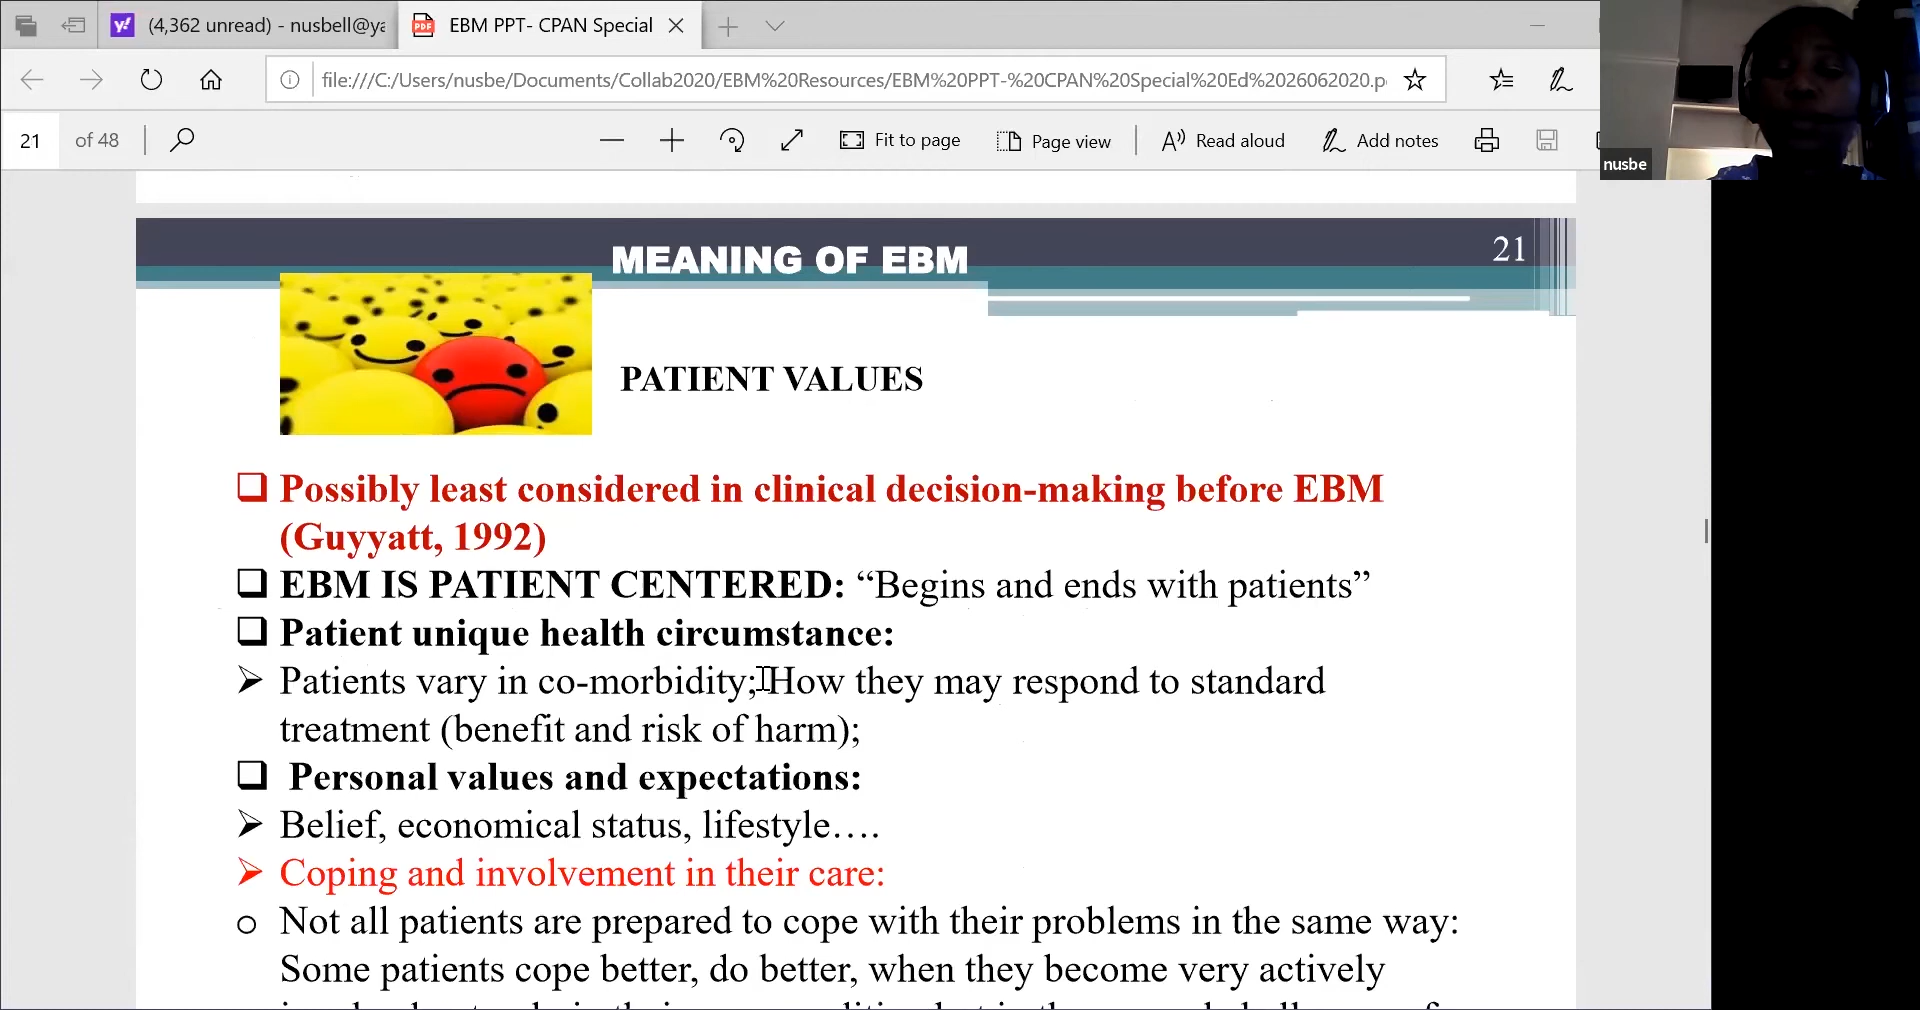 (4,362 unread) - nusbell@ya
EBM PPT- CPAN Special
file:///C:/Users/nusbe/Documents/Collab2020/EBM%20Resources/EBM%20PPT-%20CPAN%20Special%20Ed%2026062020.p
21 of 48
Fit to page
Page view
Read aloud
Add notes
nusbe
MEANING OF EBM
21
PATIENT VALUES
Possibly least considered in clinical decision-making before EBM
(Guyyatt, 1992)
EBM IS PATIENT CENTERED: “Begins and ends with patients”
Patient unique health circumstance:
Patients vary in co-morbidity; How they may respond to standard
treatment (benefit and risk of harm);
Personal values and expectations:
Belief, economical status, lifestyle….
Coping and involvement in their care:
Not all patients are prepared to cope with their problems in the same way:
Some patients cope better, do better, when they become very actively